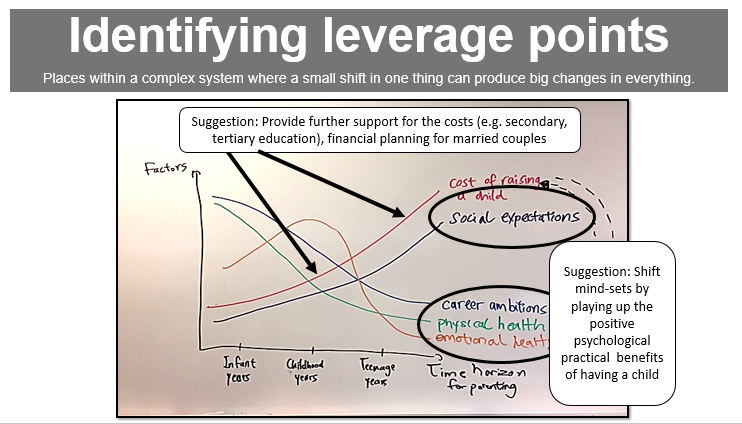 Identifying leverage points
Places within a complex system where a small shift in one thing can produce big changes in everything.
Suggestion: Provide further support for the costs (e.g. secondary,
tertiary education), financial planning for married couples
Factors
cost of raising
a child
social expectations
Suggestion: Shift
mind-sets by
playing up the
positive
psychological
practical benefits
of having a child
career ambitions
physical health
emotional
Infant
years
Childhood
years
Teenage
years
Time horizon
for parenting